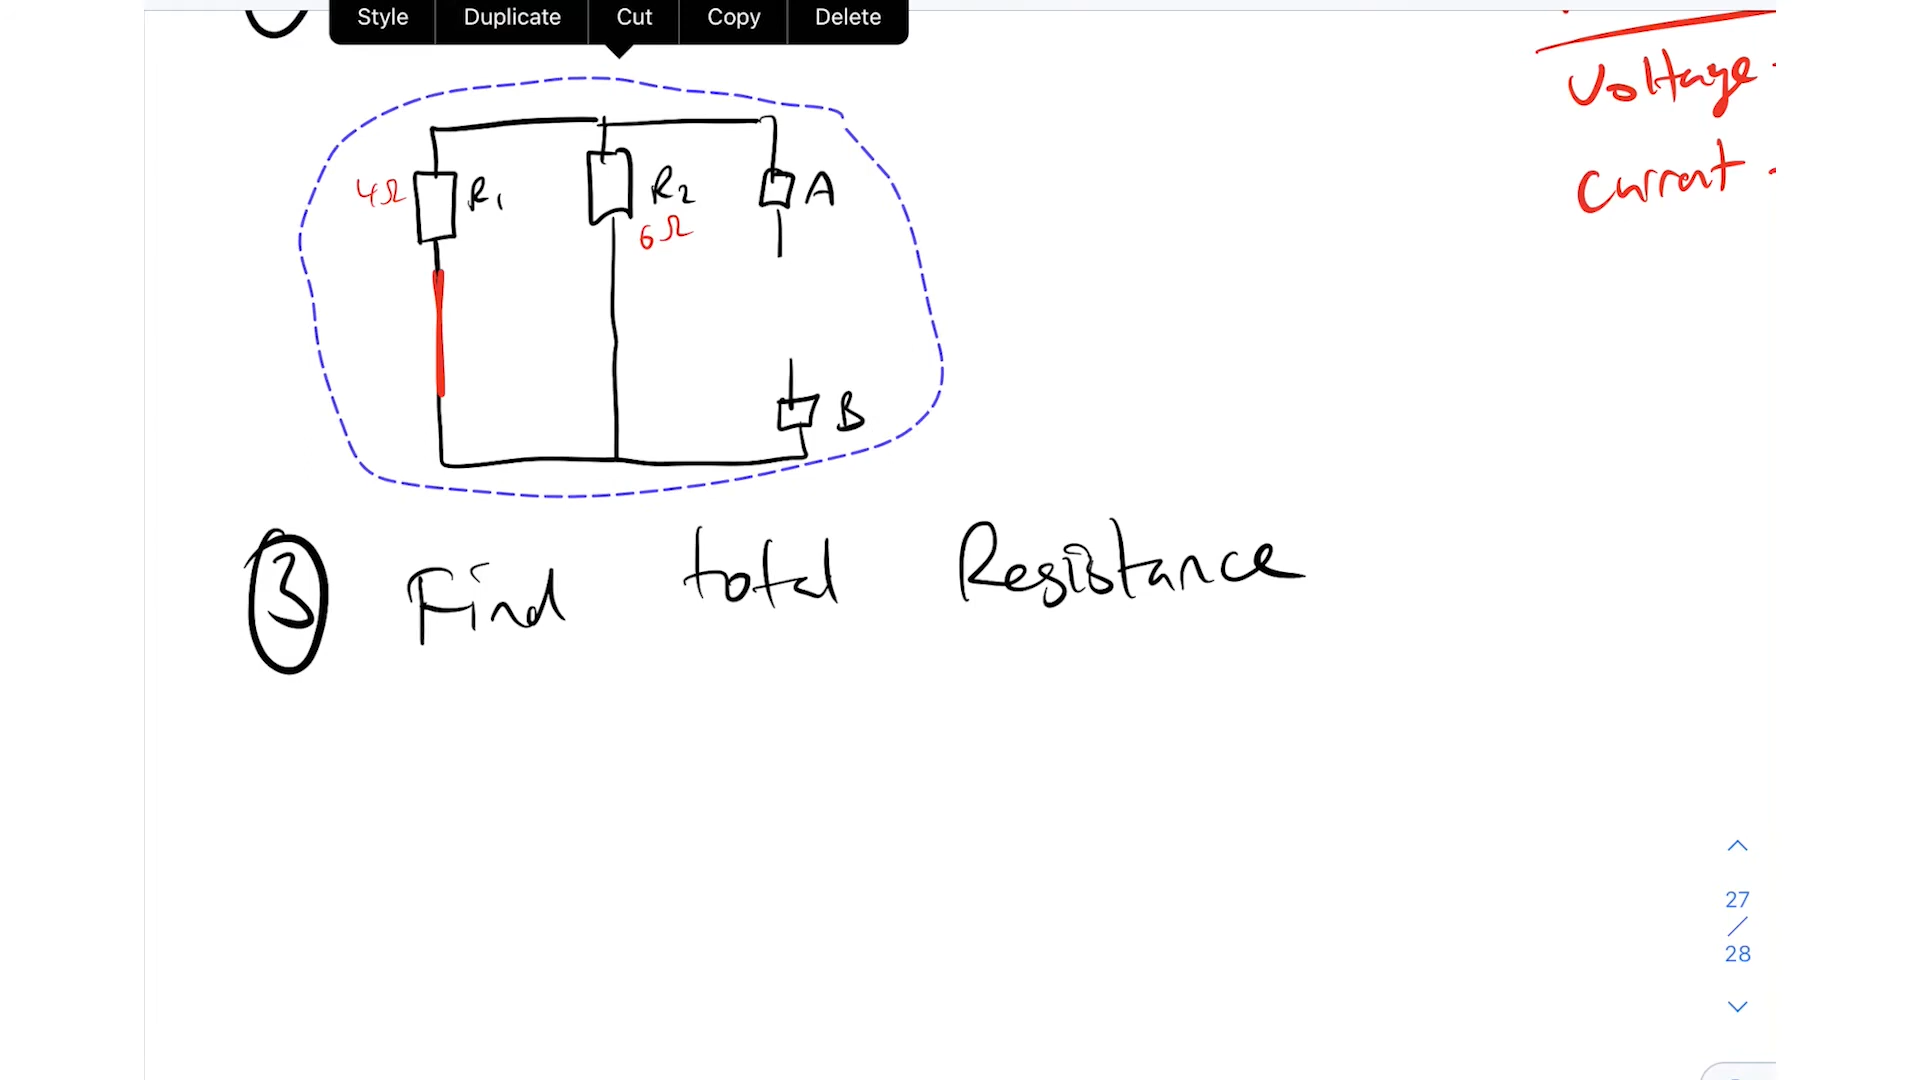 Style Duplicate Cut Copy Delete
Voltage
Current
4Ω R1
R2
6Ω
A
B
3 Find total Resistance
27
/
28